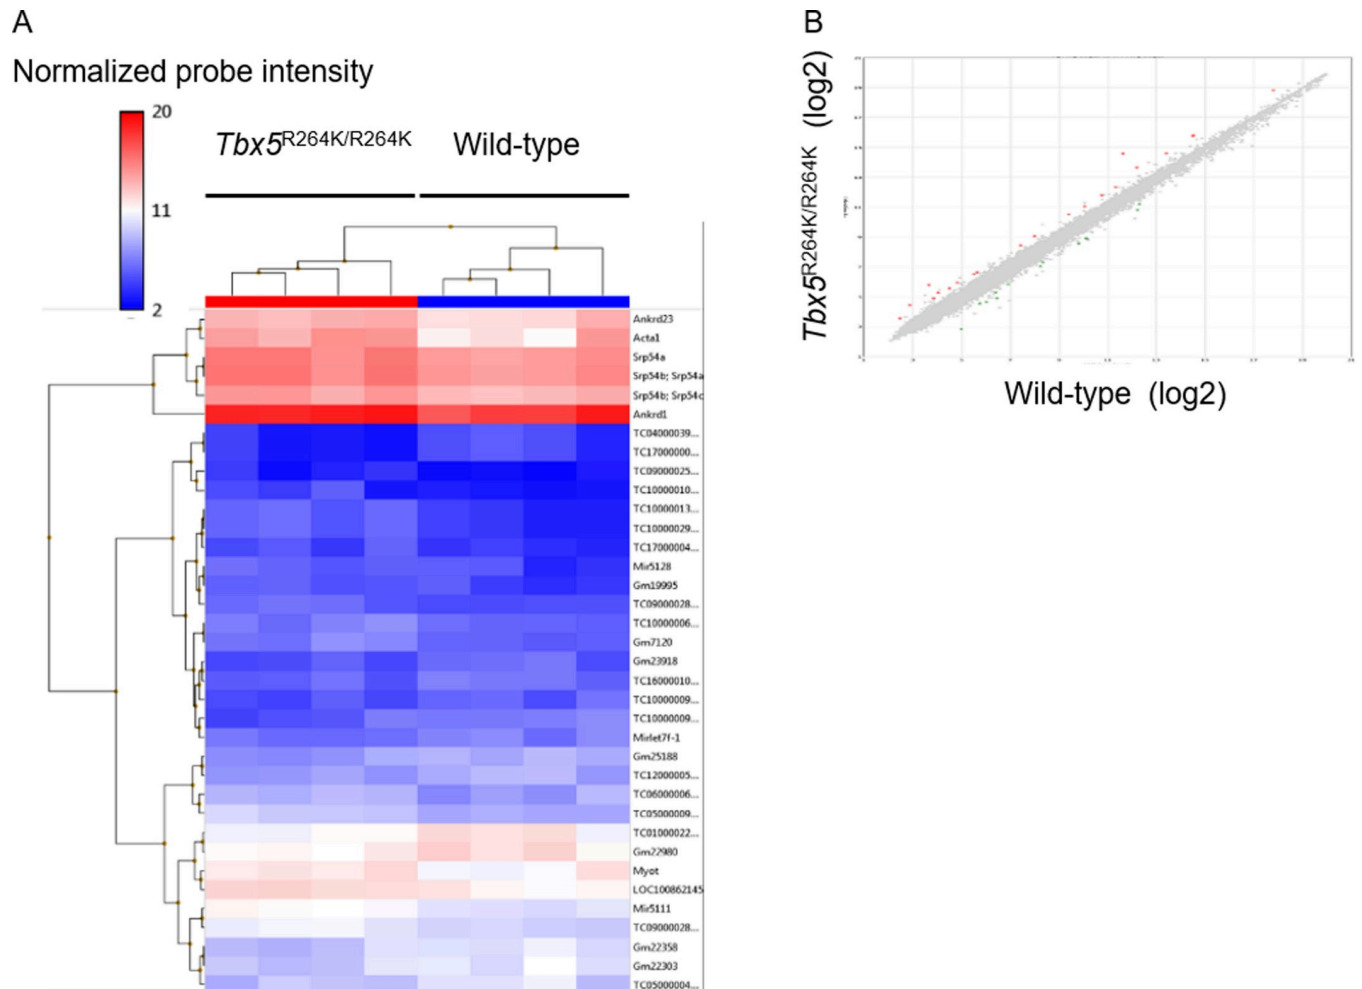 A
Normalized probe intensity
20
11
2
Tbx5R264K/R264K
Wild-type
Ankrd23
Acta1
Srp54a
Srp54b; Srp54a
Srp54b; Srp54c
Ankrd1
TC04000039...
TC17000000...
TC09000025...
TC10000010...
TC10000013...
TC10000029...
TC17000004...
Mir5128
Gm19995
TC09000028...
TC10000006...
Gm7120
Gm23918
TC16000010...
TC10000009...
TC10000009...
Mirlet7f-1
Gm25188
TC12000005...
TC06000006...
TC05000009...
TC01000022...
Gm22980
Myot
LOC100862145
Mir5111
TC09000028...
Gm22358
Gm22303
TC05000004...
B
Tbx5R264K/R264K (log2)
Wild-type (log2)